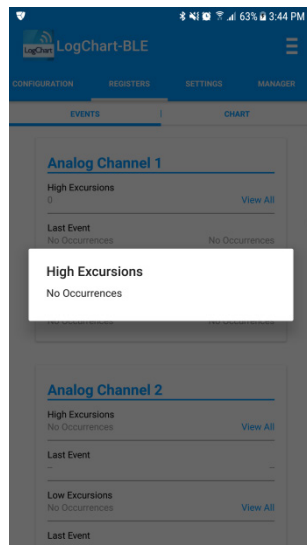 63% 3:44 PM
LogChart LogChart-BLE
CONFIGURATION REGISTERS SETTINGS MANAGER
EVENTS CHART
Analog Channel 1
High Excursions
0 View All
Last Event
No Occurrences No Occurrences
High Excursions
No Occurrences
No Occurrences No Occurrences
Analog Channel 2
High Excursions
No Occurrences View All
Last Event
-- --
Low Excursions
No Occurrences View All
Last Event